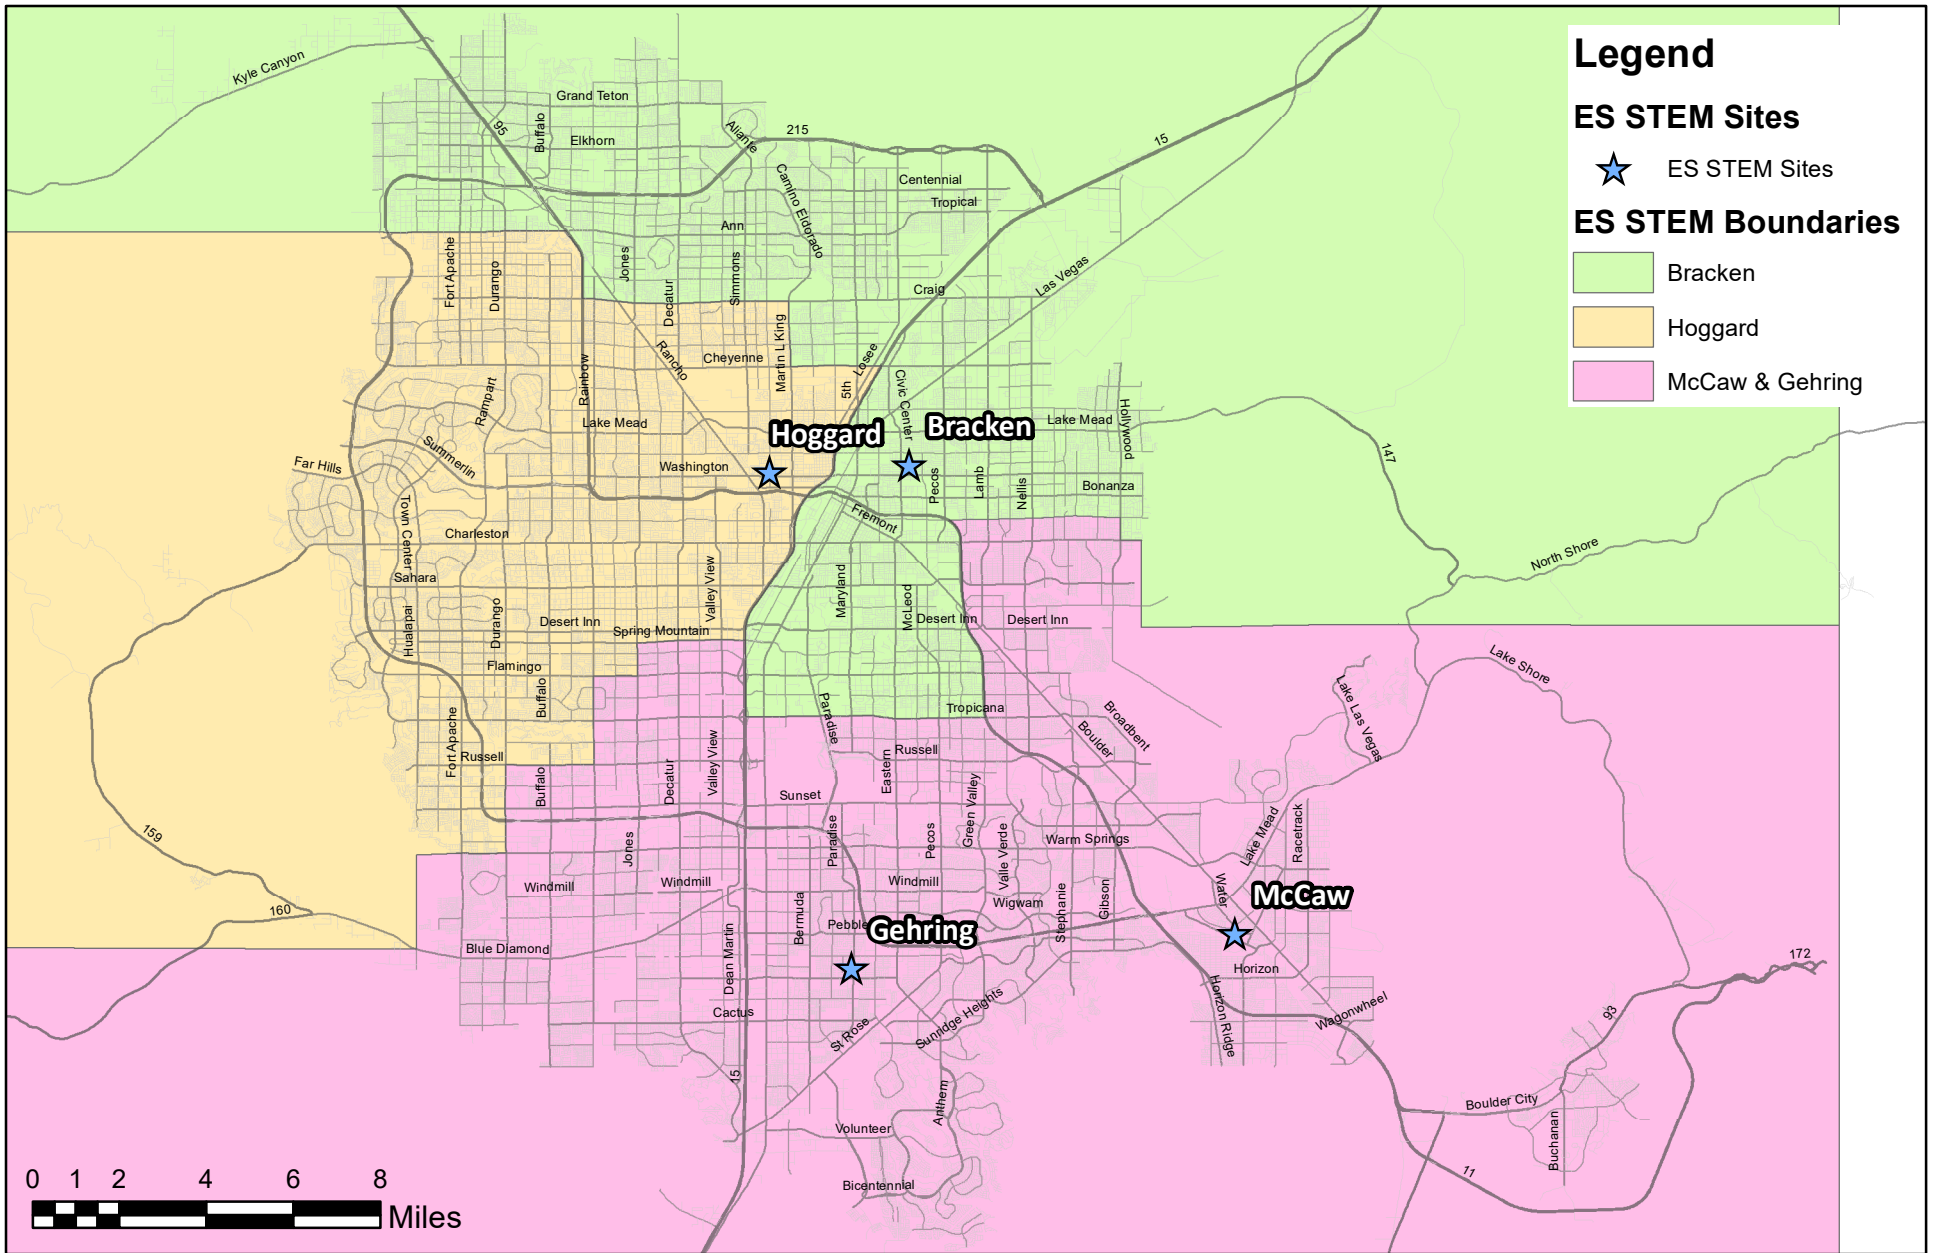 Legend
ES STEM Sites
ES STEM Sites
ES STEM Boundaries
Bracken
Hoggard
McCaw & Gehring
Kyle Canyon
Grand Teton
95
Buffalo
Elkhorn
Aliante
215
15
Camino Eldorado
Centennial
Tropical
Ann
Fort Apache
Durango
Jones
Decatur
Simmons
Craig
Las Vegas
Rancho
Cheyenne
Martin L King
Losee
5th
Civic Center
Rainbow
Rampart
Lake Mead
Hoggard
Bracken
Lake Mead
Hollywood
147
Summerlin
Far Hills
Washington
Pecos
Lamb
Nellis
Bonanza
Town Center
Fremont
Charleston
North Shore
Sahara
Valley View
Maryland
McLeod
Hualapai
Durango
Desert Inn
Spring Mountain
Desert Inn
Desert Inn
Flamingo
Buffalo
Lake Shore
Lake Las Vegas
Paradise
Tropicana
Broadbent
Boulder
Fort Apache
Russell
Valley View
Decatur
Buffalo
Eastern
Russell
Sunset
Green Valley
159
Jones
Paradise
Pecos
Valle Verde
Warm Springs
Lake Mead
Racetrack
Windmill
Windmill
Windmill
Wigwam
Stephanie
Gibson
Water
McCaw
160
Bermuda
Pebble
Gehring
Blue Diamond
Dean Martin
Horizon
172
Cactus
St Rose
Sunridge Heights
Horizon Ridge
Wagonwheel
93
15
Anthem
Boulder City
Buchanan
Volunteer
11
Bicentennial
0 1 2 4 6 8
Miles